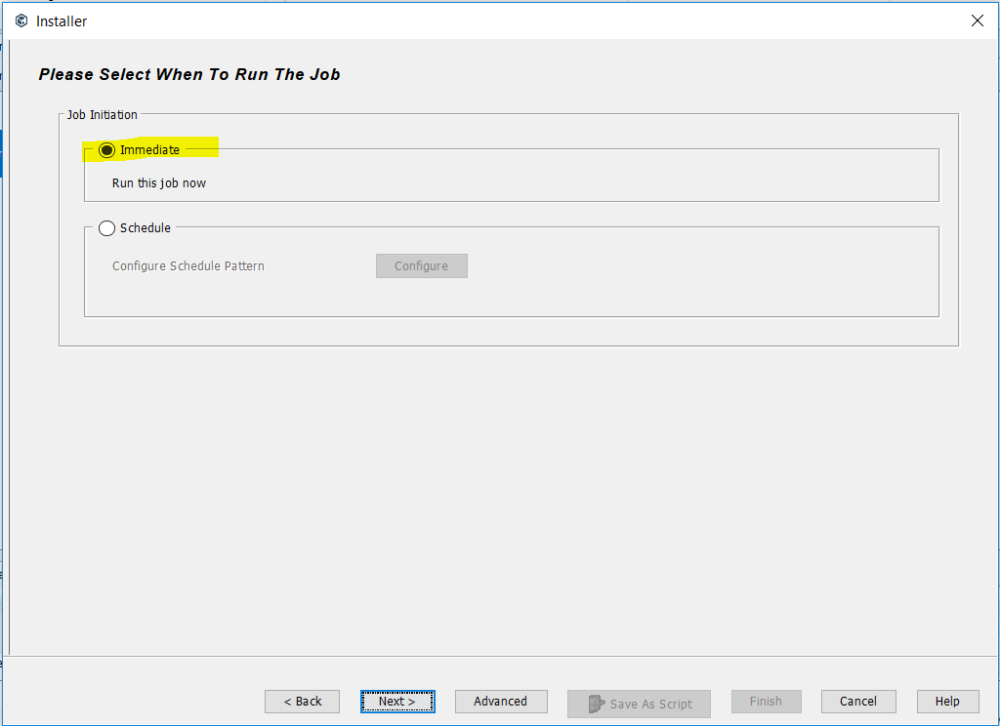 Installer
Please Select When To Run The Job
Job Initiation
Immediate
Run this job now
Schedule
Configure Schedule Pattern Configure
< Back Next > Advanced Save As Script Finish Cancel Help